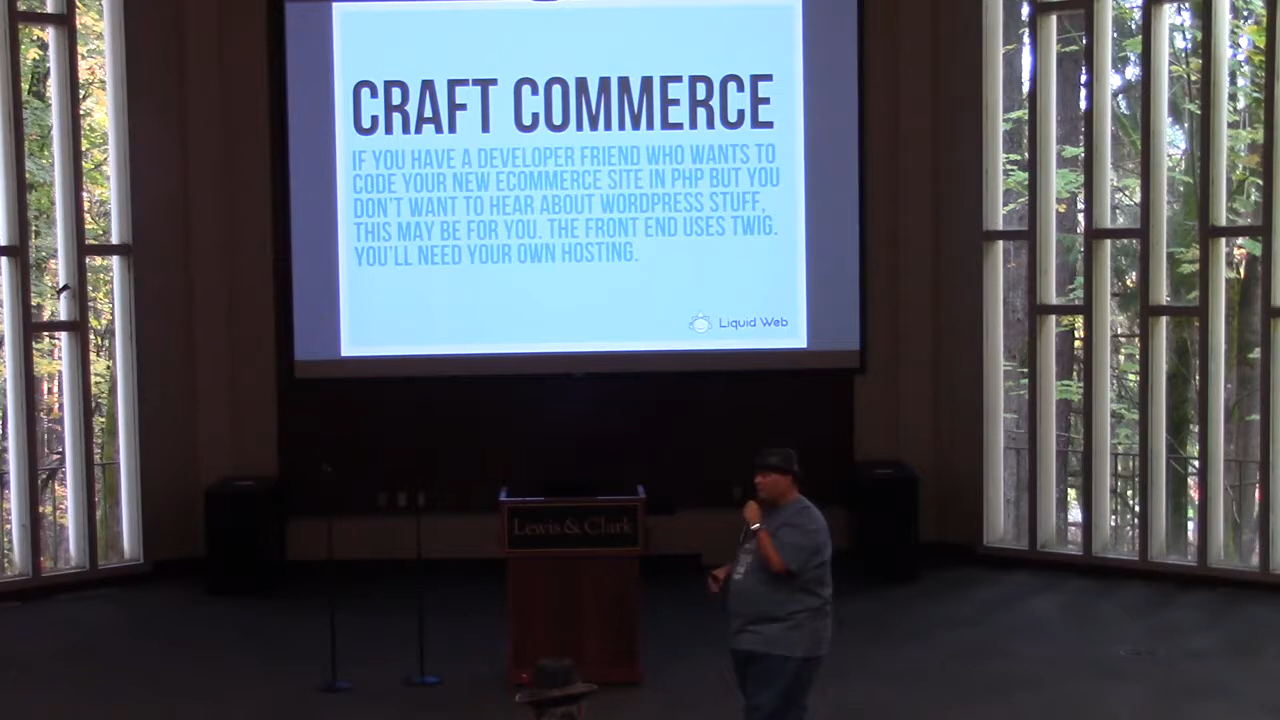 CRAFT COMMERCE
IF YOU HAVE A DEVELOPER FRIEND WHO WANTS TO
CODE YOUR NEW ECOMMERCE SITE IN PHP BUT YOU
DON'T WANT TO HEAR ABOUT WORDPRESS STUFF,
THIS MAY BE FOR YOU. THE FRONT END USES TWIG.
YOU'LL NEED YOUR OWN HOSTING.
Liquid Web
Lewis & Clark